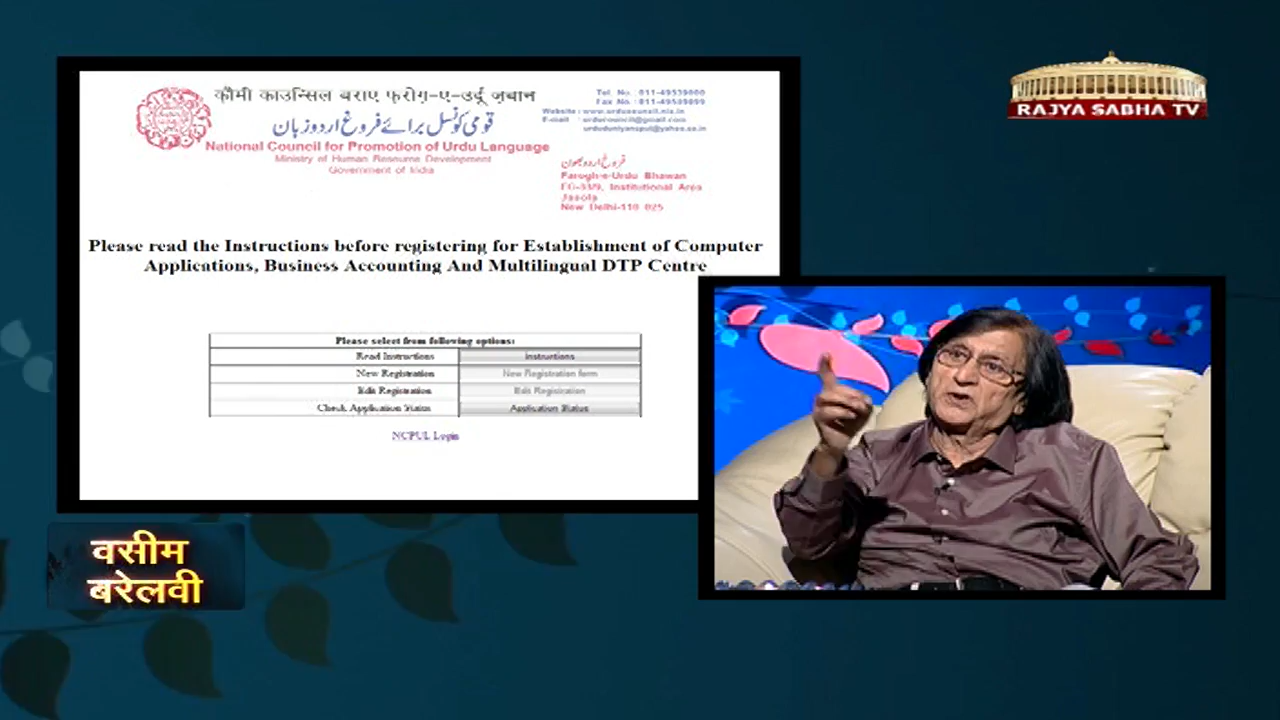 RAJYA SABHA TV
क़ौमी काउन्सिल बराए फ़रोग़-ए-उर्दू ज़बान
قومی کونسل برائے فروغ اردو زبان
National Council for Promotion of Urdu Language
Ministry of Human Resource Development
Government of India
Tel. No. : 011-49539000
Fax No. : 011-49539099
Website : www.urducouncil.nic.in
E-mail : urducouncil@gmail.com
urduduniyancpul@yahoo.co.in
فروغ اردو بھون
Farogh-e-Urdu Bhawan
FC-33/9, Institutional Area
Jasola
New Delhi-110 025
Please read the Instructions before registering for Establishment of Computer
Applications, Business Accounting And Multilingual DTP Centre
Please select from following options:
Read Instructions Instructions
New Registration New Registration form
Edit Registration Edit Registration
Check Application Status Application Status
NCPUL Login
वसीम
बरेलवी